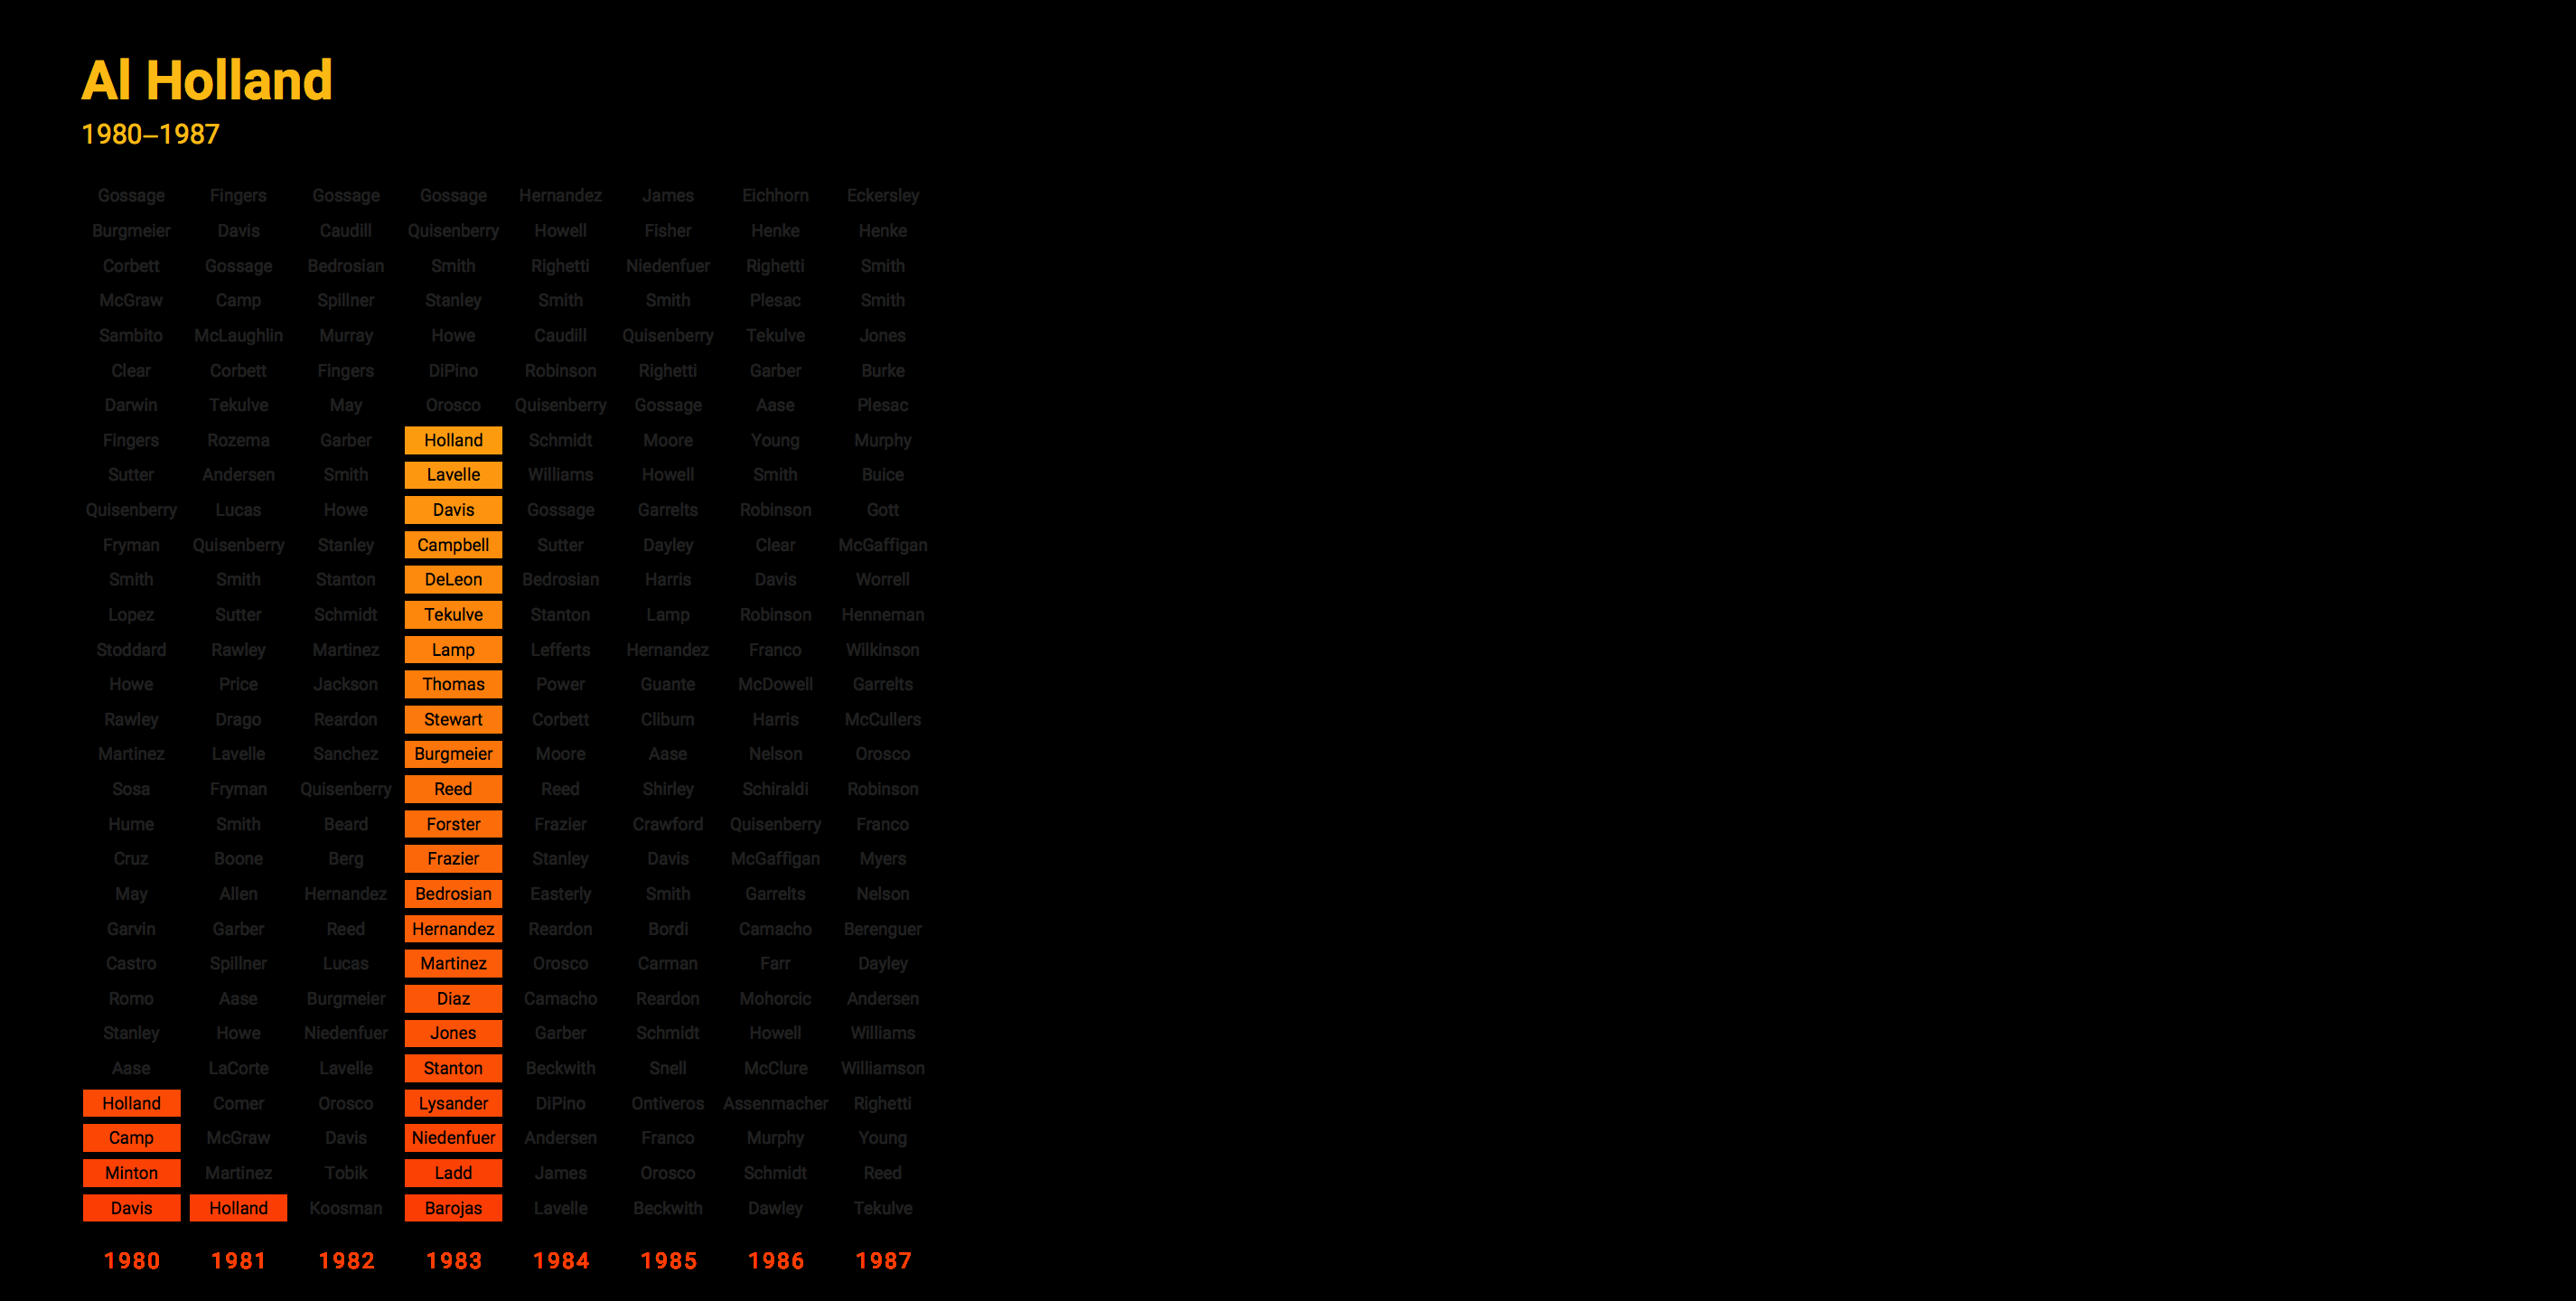 Al Holland
1980–1987
Gossage Fingers Gossage Gossage Hernandez James Eichhorn Eckersley
Burgmeier Davis Caudill Quisenberry Howell Fisher Henke Henke
Corbett Gossage Bedrosian Smith Righetti Niedenfuer Righetti Smith
McGraw Camp Spillner Stanley Smith Smith Plesac Smith
Sambito McLaughlin Murray Howe Caudill Quisenberry Tekulve Jones
Clear Corbett Fingers DiPino Robinson Righetti Garber Burke
Darwin Tekulve May Orosco Quisenberry Gossage Aase Plesac
Fingers Rozema Garber Holland Schmidt Moore Young Murphy
Sutter Andersen Smith Lavelle Williams Howell Smith Buice
Quisenberry Lucas Howe Davis Gossage Garrelts Robinson Gott
Fryman Quisenberry Stanley Campbell Sutter Dayley Clear McGaffigan
Smith Smith Stanton DeLeon Bedrosian Harris Davis Worrell
Lopez Sutter Schmidt Tekulve Stanton Lamp Robinson Henneman
Stoddard Rawley Martinez Lamp Lefferts Hernandez Franco Wilkinson
Howe Price Jackson Thomas Power Guante McDowell Garrelts
Rawley Drago Reardon Stewart Corbett Cliburn Harris McCullers
Martinez Lavelle Sanchez Burgmeier Moore Aase Nelson Orosco
Sosa Fryman Quisenberry Reed Reed Shirley Schiraldi Robinson
Hume Smith Beard Forster Frazier Crawford Quisenberry Franco
Cruz Boone Berg Frazier Stanley Davis McGaffigan Myers
May Allen Hernandez Bedrosian Easterly Smith Garrelts Nelson
Garvin Garber Reed Hernandez Reardon Bordi Camacho Berenguer
Castro Spillner Lucas Martinez Orosco Carman Farr Dayley
Romo Aase Burgmeier Diaz Camacho Reardon Mohorcic Andersen
Stanley Howe Niedenfuer Jones Garber Schmidt Howell Williams
Aase LaCorte Lavelle Stanton Beckwith Snell McClure Williamson
Holland Comer Orosco Lysander DiPino Ontiveros Assenmacher Righetti
Camp McGraw Davis Niedenfuer Andersen Franco Murphy Young
Minton Martinez Tobik Ladd James Orosco Schmidt Reed
Davis Holland Koosman Barojas Lavelle Beckwith Dawley Tekulve
1980 1981 1982 1983 1984 1985 1986 1987